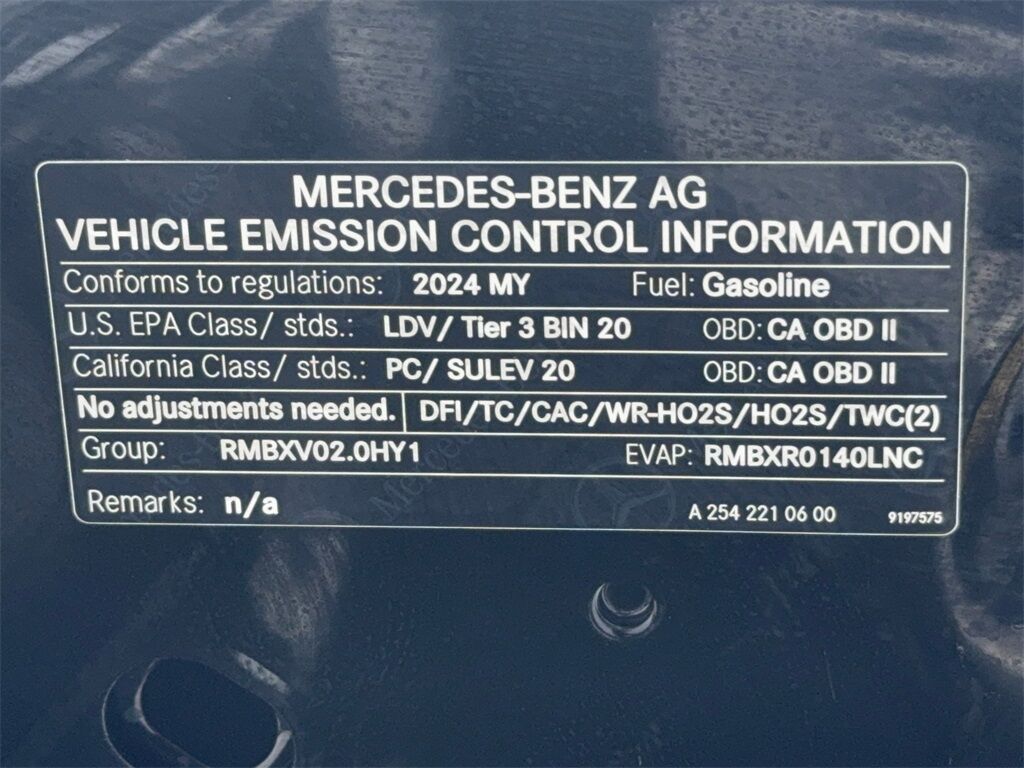 MERCEDES-BENZ AG
VEHICLE EMISSION CONTROL INFORMATION
Conforms to regulations: 2024 MY Fuel: Gasoline
U.S. EPA Class/ stds.: LDV/ Tier 3 BIN 20 OBD: CA OBD II
California Class/ stds.: PC/ SULEV 20 OBD: CA OBD II
No adjustments needed. DFI/TC/CAC/WR-HO2S/HO2S/TWC(2)
Group: RMBXV02.0HY1 EVAP: RMBXR0140LNC
Remarks: n/a A 254 221 06 00 9197575